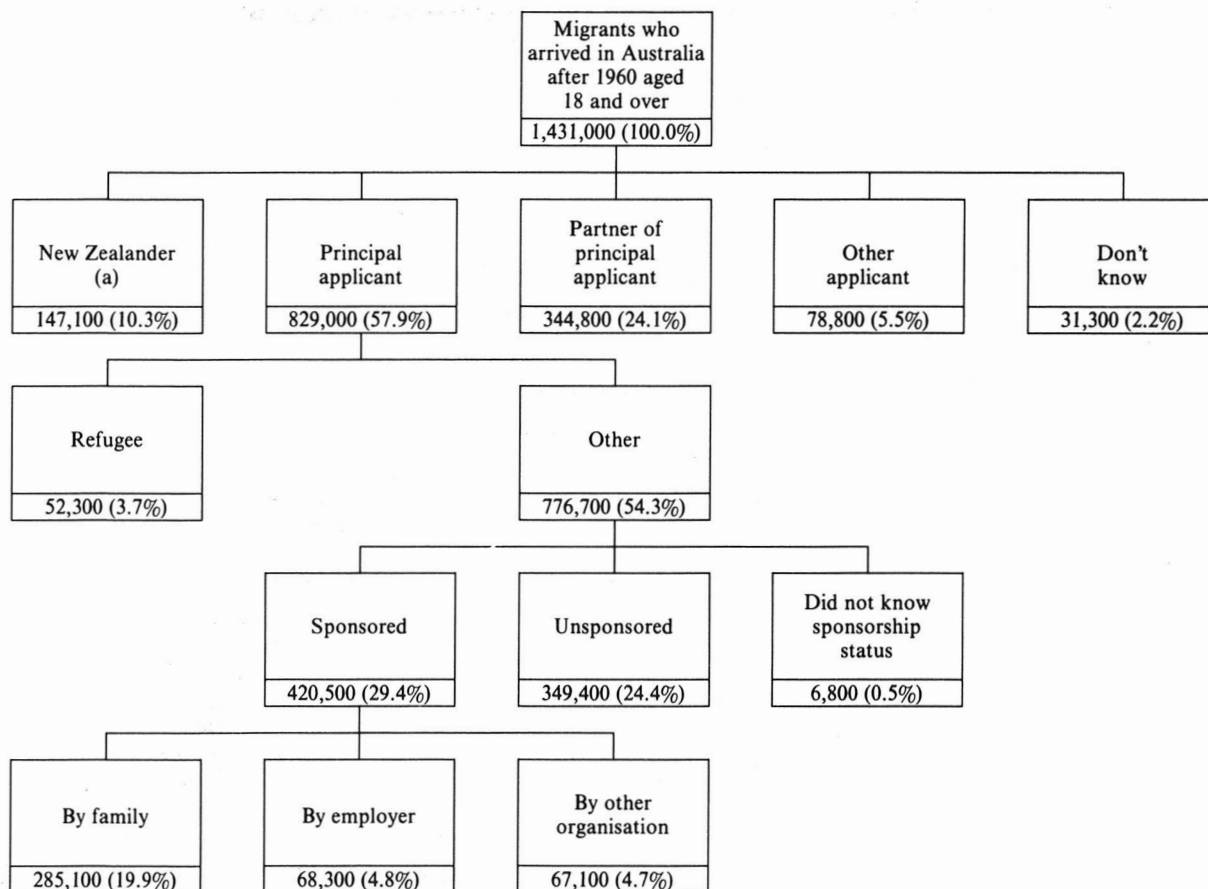 Migrants who
arrived in Australia
after 1960 aged
18 and over
1,431,000 (100.0%)
New Zealander
(a)
147,100 (10.3%)
Principal
applicant
829,000 (57.9%)
Partner of
principal
applicant
344,800 (24.1%)
Other
applicant
78,800 (5.5%)
Don't
know
31,300 (2.2%)
Refugee
52,300 (3.7%)
Other
776,700 (54.3%)
Sponsored
420,500 (29.4%)
Unsponsored
349,400 (24.4%)
Did not know
sponsorship
status
6,800 (0.5%)
By family
285,100 (19.9%)
By employer
68,300 (4.8%)
By other
organisation
67,100 (4.7%)